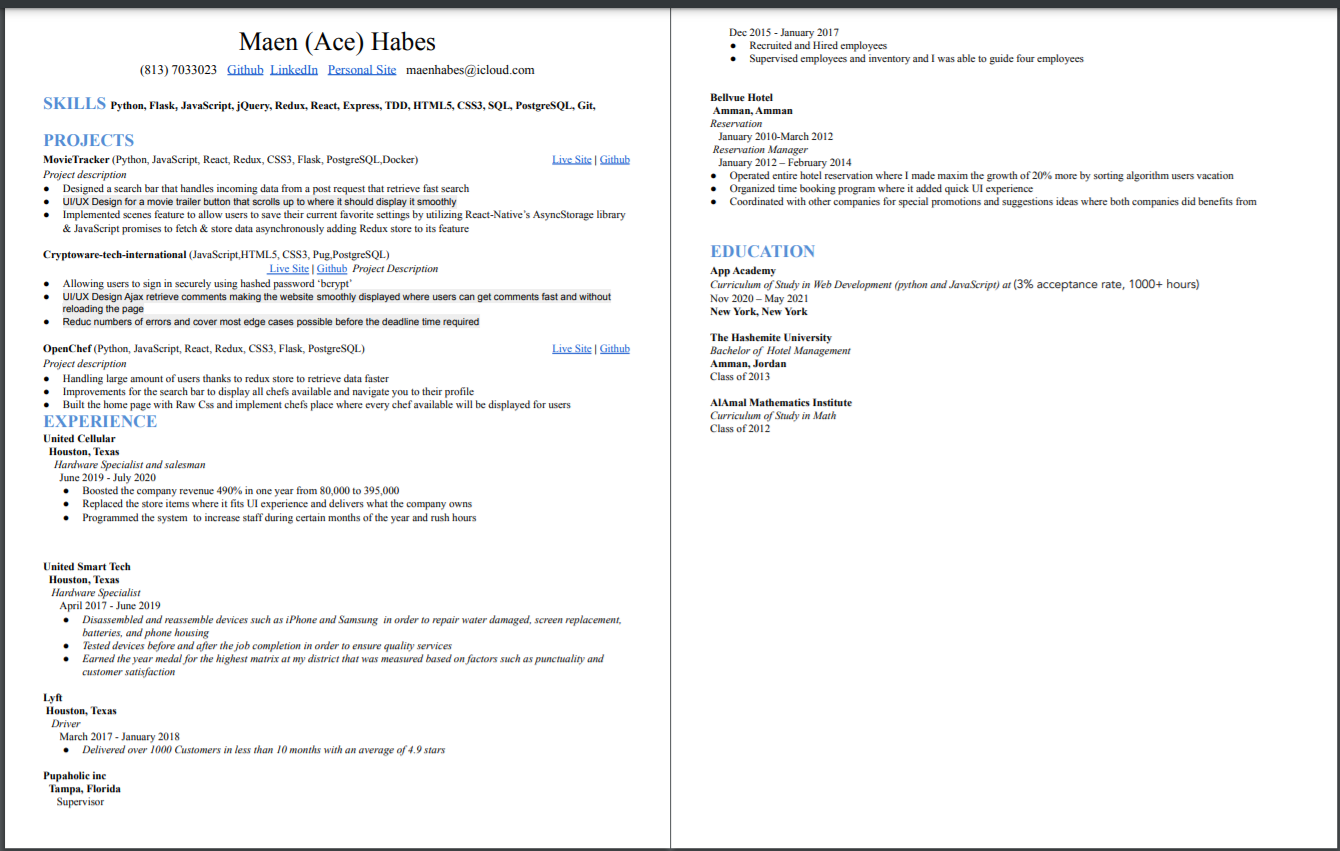 Maen (Ace) Habes
(813) 7033023 Github LinkedIn Personal Site maenhabes@icloud.com
SKILLS Python, Flask, JavaScript, jQuery, Redux, React, Express, TDD, HTML5, CSS3, SQL, PostgreSQL, Git,
PROJECTS
MovieTracker (Python, JavaScript, React, Redux, CSS3, Flask, PostgreSQL,Docker) Live Site | Github
Project description
● Designed a search bar that handles incoming data from a post request that retrieve fast search
● UI/UX Design for a movie trailer button that scrolls up to where it should display it smoothly
● Implemented scenes feature to allow users to save their current favorite settings by utilizing React-Native’s AsyncStorage library
& JavaScript promises to fetch & store data asynchronously adding Redux store to its feature
Cryptoware-tech-international (JavaScript,HTML5, CSS3, Pug,PostgreSQL)
Live Site | Github Project Description
● Allowing users to sign in securely using hashed password ‘bcrypt’
● UI/UX Design Ajax retrieve comments making the website smoothly displayed where users can get comments fast and without
reloading the page
● Reduc numbers of errors and cover most edge cases possible before the deadline time required
OpenChef (Python, JavaScript, React, Redux, CSS3, Flask, PostgreSQL) Live Site | Github
Project description
● Handling large amount of users thanks to redux store to retrieve data faster
● Improvements for the search bar to display all chefs available and navigate you to their profile
● Built the home page with Raw Css and implement chefs place where every chef available will be displayed for users
EXPERIENCE
United Cellular
Houston, Texas
Hardware Specialist and salesman
June 2019 - July 2020
● Boosted the company revenue 490% in one year from 80,000 to 395,000
● Replaced the store items where it fits UI experience and delivers what the company owns
● Programmed the system to increase staff during certain months of the year and rush hours
United Smart Tech
Houston, Texas
Hardware Specialist
April 2017 - June 2019
● Disassembled and reassemble devices such as iPhone and Samsung in order to repair water damaged, screen replacement,
batteries, and phone housing
● Tested devices before and after the job completion in order to ensure quality services
● Earned the year medal for the highest matrix at my district that was measured based on factors such as punctuality and
customer satisfaction
Lyft
Houston, Texas
Driver
March 2017 - January 2018
● Delivered over 1000 Customers in less than 10 months with an average of 4.9 stars
Pupaholic inc
Tampa, Florida
Supervisor
Dec 2015 - January 2017
● Recruited and Hired employees
● Supervised employees and inventory and I was able to guide four employees
Bellvue Hotel
Amman, Amman
Reservation
January 2010-March 2012
Reservation Manager
January 2012 – February 2014
● Operated entire hotel reservation where I made maxim the growth of 20% more by sorting algorithm users vacation
● Organized time booking program where it added quick UI experience
● Coordinated with other companies for special promotions and suggestions ideas where both companies did benefits from
EDUCATION
App Academy
Curriculum of Study in Web Development (python and JavaScript) at (3% acceptance rate, 1000+ hours)
Nov 2020 – May 2021
New York, New York
The Hashemite University
Bachelor of Hotel Management
Amman, Jordan
Class of 2013
AlAmal Mathematics Institute
Curriculum of Study in Math
Class of 2012